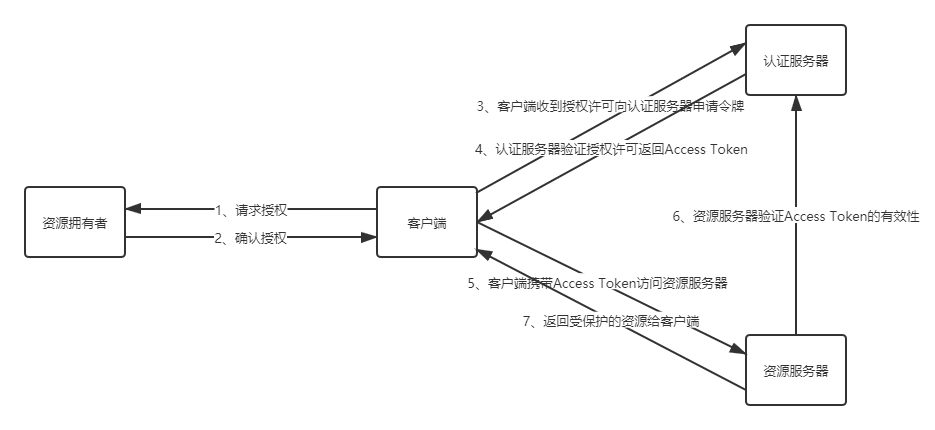 认证服务器
3、客户端收到授权许可向认证服务器申请令牌
4、认证服务器验证授权许可返回Access Token
资源拥有者
1、请求授权
2、确认授权
客户端
6、资源服务器验证Access Token的有效性
5、客户端携带Access Token访问资源服务器
7、返回受保护的资源给客户端
资源服务器